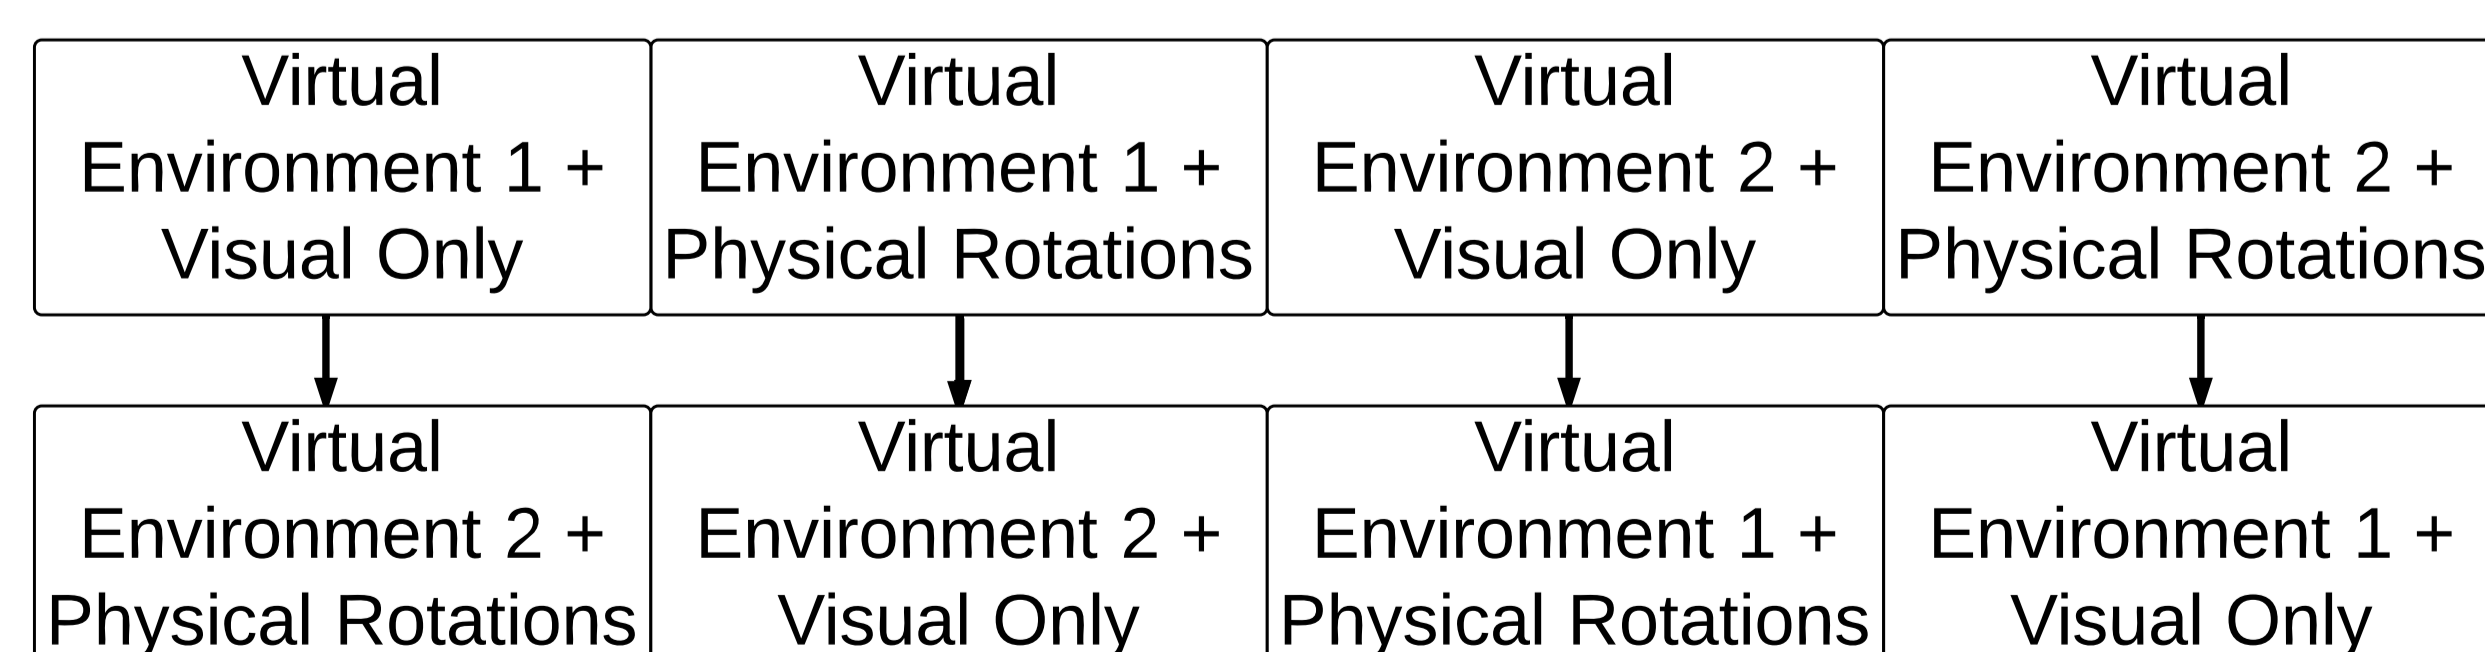 Virtual
Environment 1 +
Visual Only
Virtual
Environment 1 +
Physical Rotations
Virtual
Environment 2 +
Visual Only
Virtual
Environment 2 +
Physical Rotations
Virtual
Environment 2 +
Physical Rotations
Virtual
Environment 2 +
Visual Only
Virtual
Environment 1 +
Physical Rotations
Virtual
Environment 1 +
Visual Only